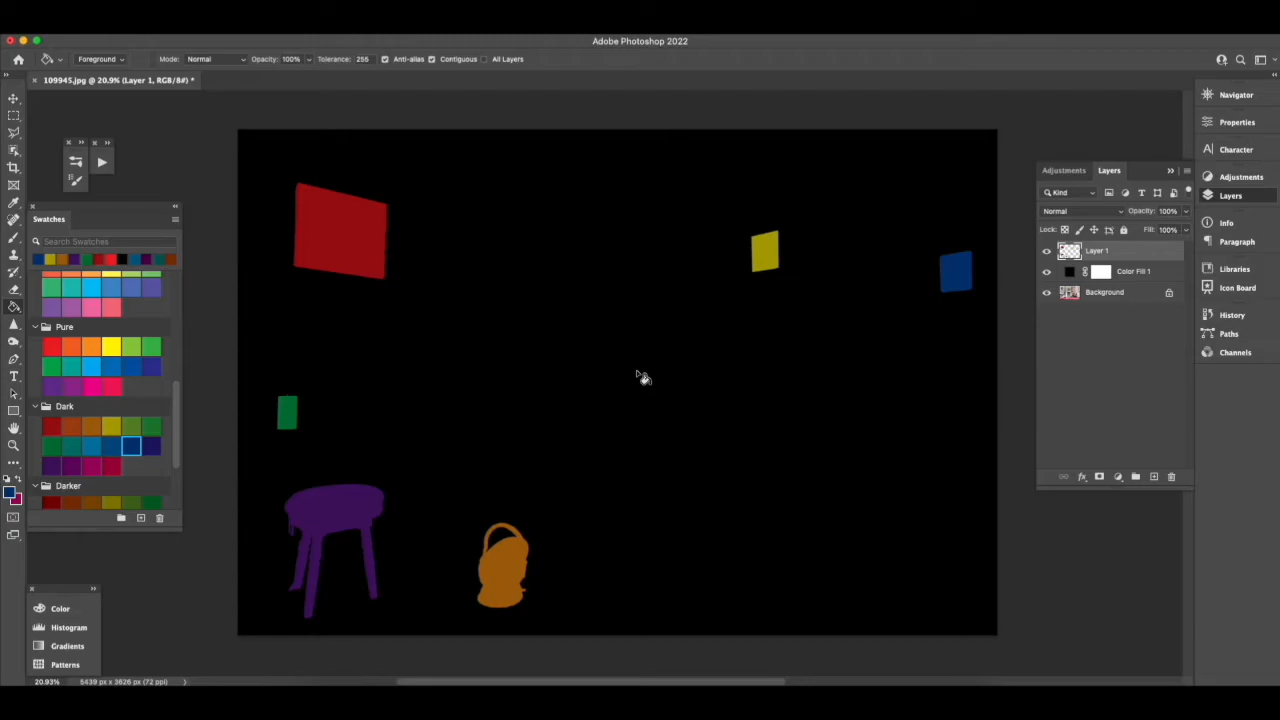 Adobe Photoshop 2022
Foreground Mode: Normal Opacity: 100% Tolerance: 255 Anti-alias Contiguous All Layers
109945.jpg @ 20.9% (Layer 1, RGB/8#) *
Navigator
Properties
Character
Adjustments
Layers
Info
Paragraph
Libraries
Icon Board
History
Paths
Channels
Adjustments Layers
Kind
Normal Opacity: 100%
Lock: Fill: 100%
Layer 1
Color Fill 1
Background
Swatches
Search Swatches
Pure
Dark
Darker
Color
Histogram
Gradients
Patterns
20.93% 5439 px x 3626 px (72 ppi)